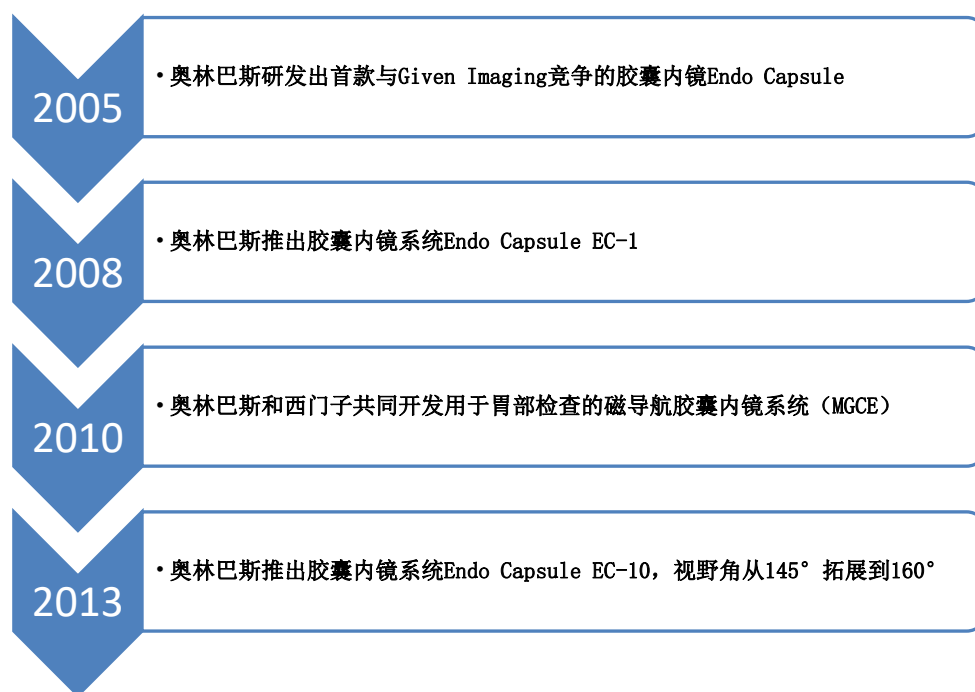 2005
·奥林巴斯研发出首款与Given Imaging竞争的胶囊内镜Endo Capsule
2008
·奥林巴斯推出胶囊内镜系统Endo Capsule EC-1
2010
·奥林巴斯和西门子共同开发用于胃部检查的磁导航胶囊内镜系统（MGCE）
2013
·奥林巴斯推出胶囊内镜系统Endo Capsule EC-10，视野角从145°拓展到160°